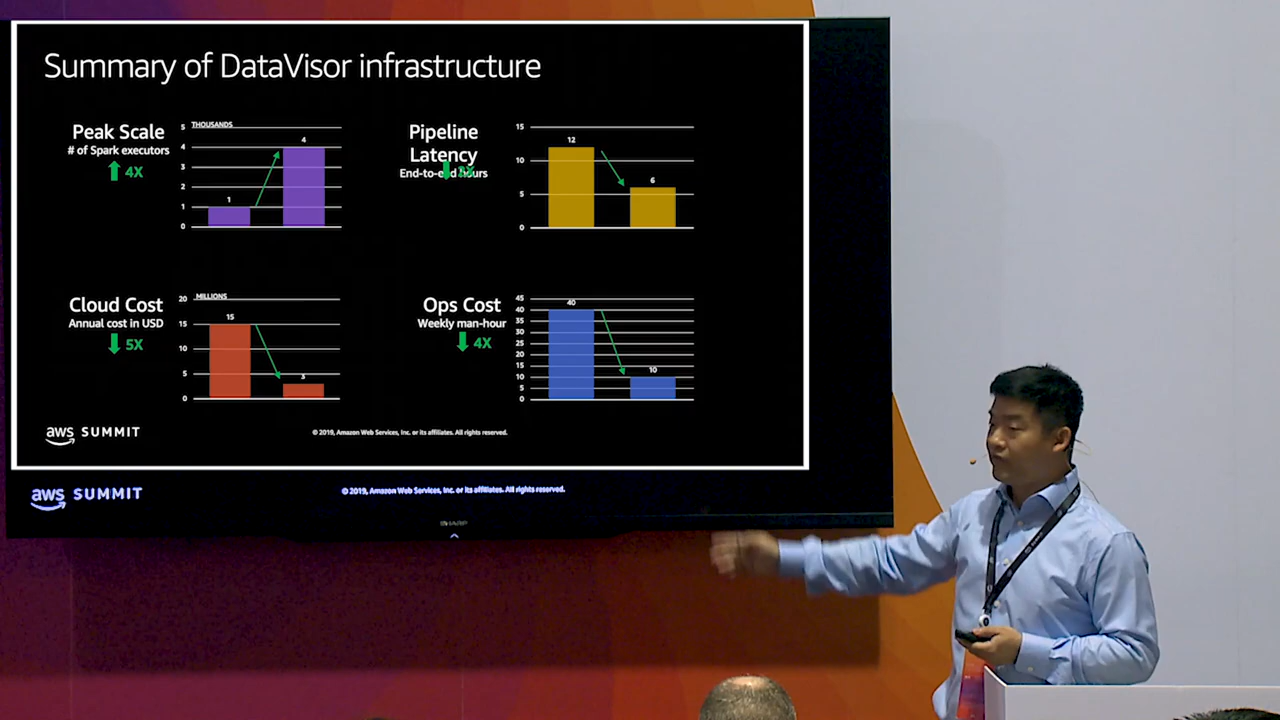 Summary of DataVisor infrastructure
Peak Scale
# of Spark executors
4X
THOUSANDS
5
4
3
2
1
0
1
4
Pipeline
Latency
End-to-end hours
15
10
5
0
12
6
Cloud Cost
Annual cost in USD
5X
MILLIONS
20
15
10
5
0
15
3
Ops Cost
Weekly man-hour
4X
45
40
35
30
25
20
15
10
5
0
40
10
aws SUMMIT
© 2019, Amazon Web Services, Inc. or its affiliates. All rights reserved.
aws SUMMIT
© 2019, Amazon Web Services, Inc. or its affiliates. All rights reserved.
SHARP